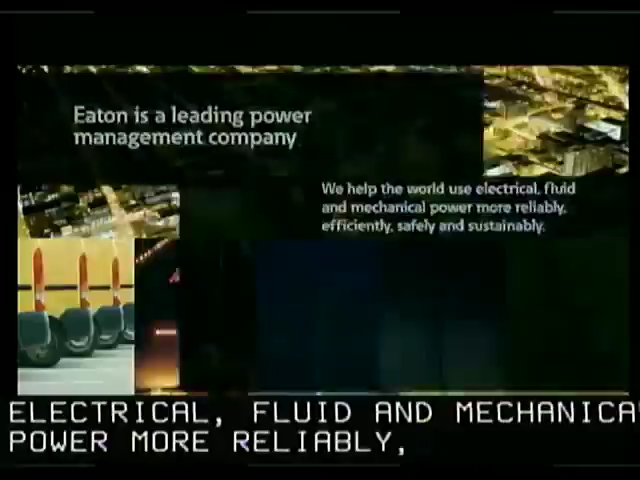 Eaton is a leading power
management company
We help the world use electrical, fluid
and mechanical power more reliably,
efficiently, safely and sustainably.
ELECTRICAL, FLUID AND MECHANICA
POWER MORE RELIABLY,